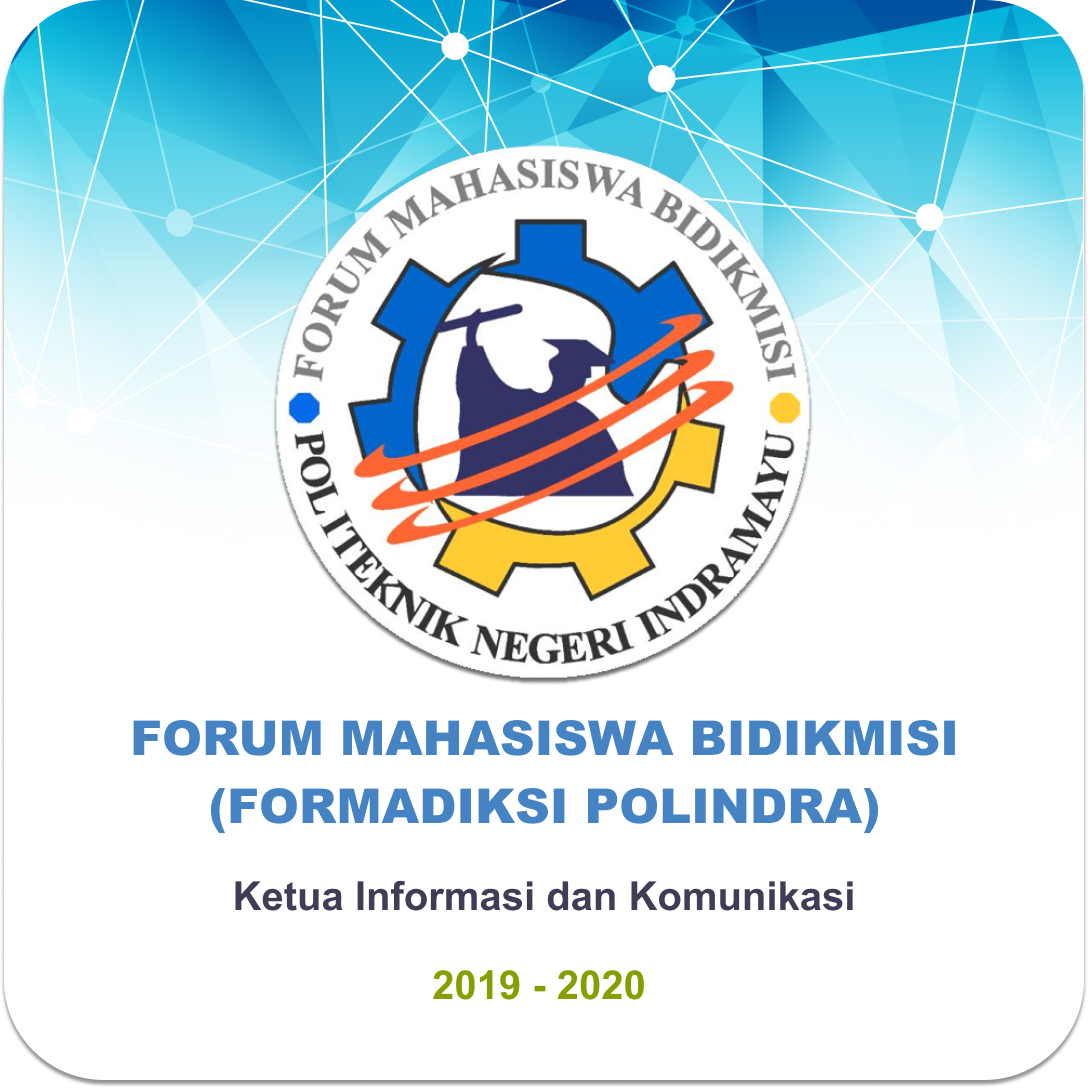 FORUM MAHASISWA BIDIKMISI
POLITEKNIK NEGERI INDRAMAYU
FORUM MAHASISWA BIDIKMISI
(FORMADIKSI POLINDRA)
Ketua Informasi dan Komunikasi
2019 - 2020